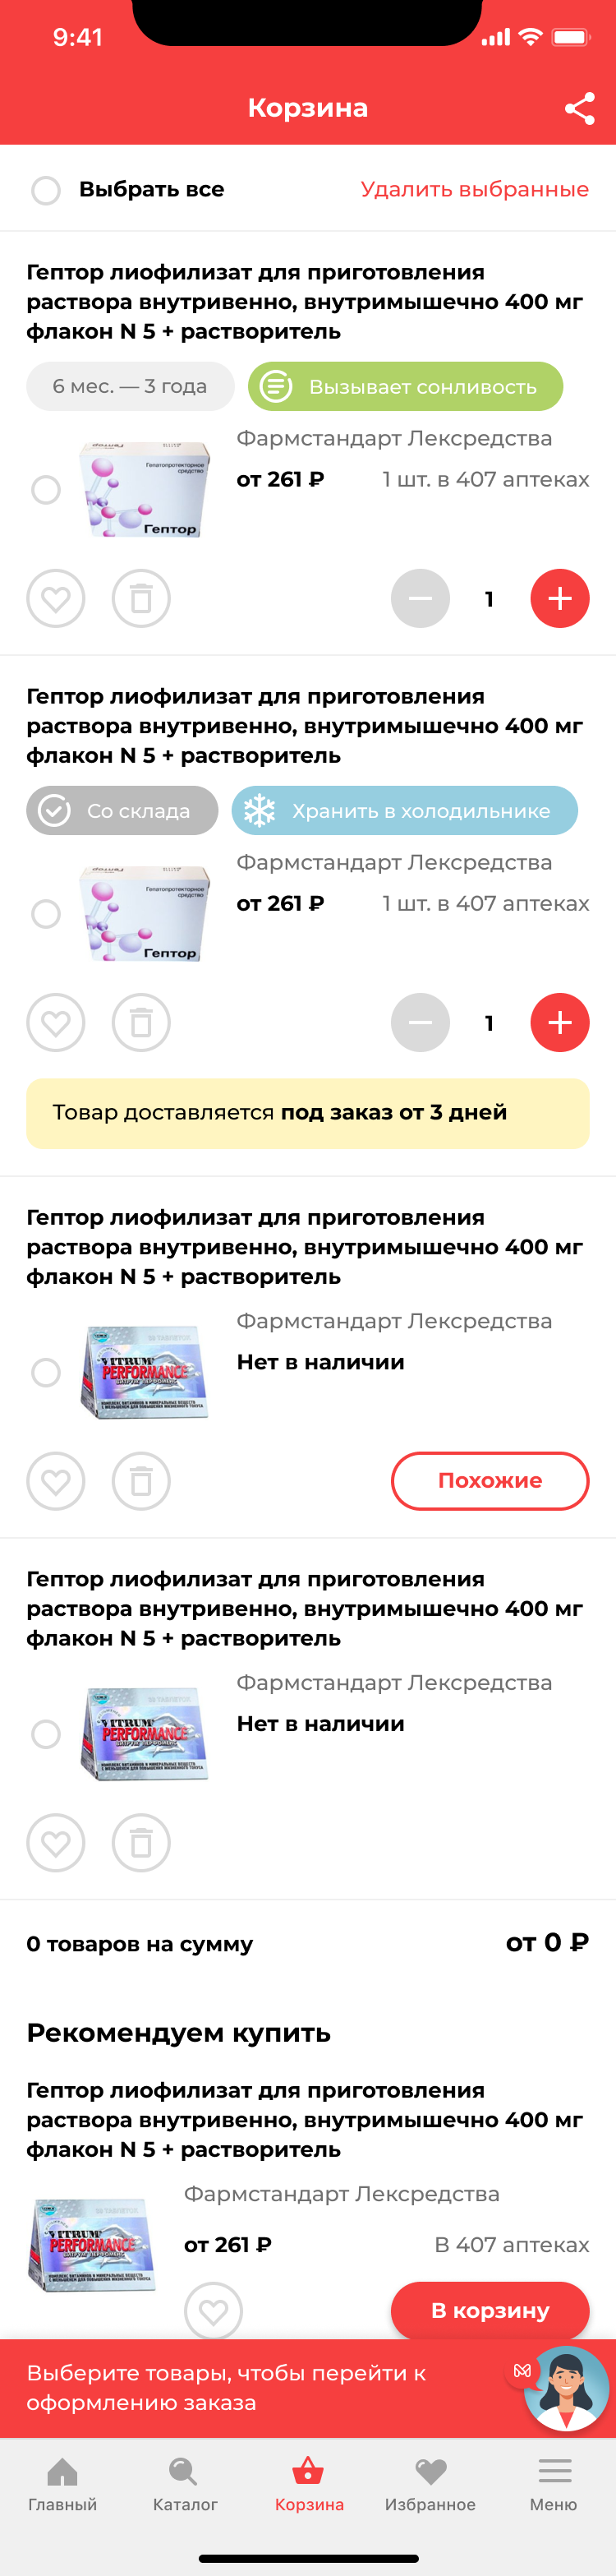 9:41
Корзина
Выбрать все
Удалить выбранные
Гептор лиофилизат для приготовления
раствора внутривенно, внутримышечно 400 мг
флакон N 5 + растворитель
6 мес. — 3 года
Вызывает сонливость
Фармстандарт Лексредства
от 261 ₽
1 шт. в 407 аптеках
Гепатопротекторное
средство
Гептор
1
Гептор лиофилизат для приготовления
раствора внутривенно, внутримышечно 400 мг
флакон N 5 + растворитель
Со склада
Хранить в холодильнике
Фармстандарт Лексредства
от 261 ₽
1 шт. в 407 аптеках
Гепатопротекторное
средство
Гептор
1
Товар доставляется под заказ от 3 дней
Гептор лиофилизат для приготовления
раствора внутривенно, внутримышечно 400 мг
флакон N 5 + растворитель
Фармстандарт Лексредства
Нет в наличии
VITRUM
PERFORMANCE
Похожие
Гептор лиофилизат для приготовления
раствора внутривенно, внутримышечно 400 мг
флакон N 5 + растворитель
Фармстандарт Лексредства
Нет в наличии
VITRUM
PERFORMANCE
0 товаров на сумму
от 0 ₽
Рекомендуем купить
Гептор лиофилизат для приготовления
раствора внутривенно, внутримышечно 400 мг
флакон N 5 + растворитель
Фармстандарт Лексредства
от 261 ₽
В 407 аптеках
VITRUM
PERFORMANCE
В корзину
Выберите товары, чтобы перейти к
оформлению заказа
Главный
Каталог
Корзина
Избранное
Меню